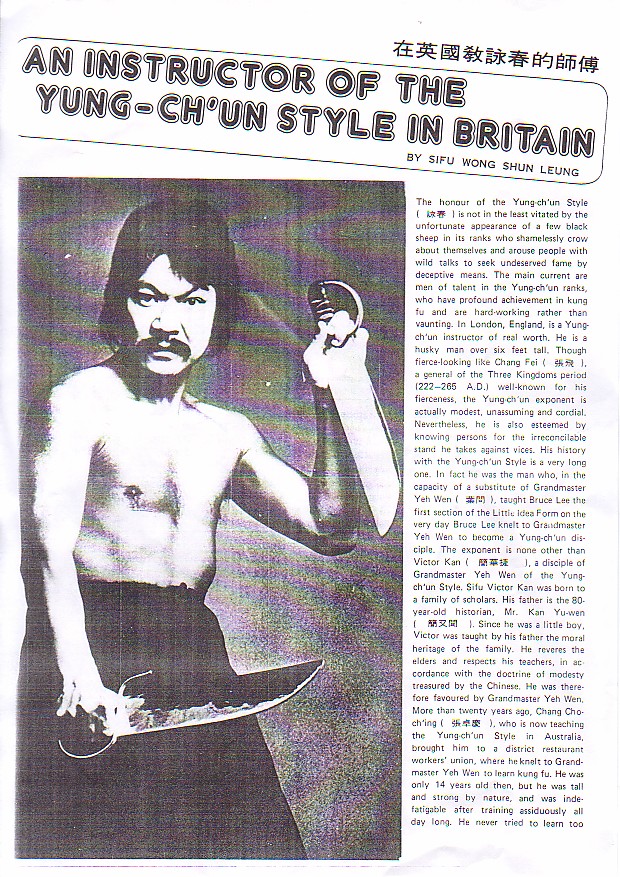 在英國敎詠春的師傅
AN INSTRUCTOR OF THE
YUNG-CH'UN STYLE IN BRITAIN
BY SIFU WONG SHUN LEUNG
The honour of the Yung-ch'un Style
( 詠春 ) is not in the least vitated by the
unfortunate appearance of a few black
sheep in its ranks who shamelessly crow
about themselves and arouse people with
wild talks to seek undeserved fame by
deceptive means. The main current are
men of talent in the Yung-ch'un ranks,
who have profound achievement in kung
fu and are hard-working rather than
vaunting. In London, England, is a Yung-
ch'un instructor of real worth. He is a
husky man over six feet tall. Though
fierce-looking like Chang Fei ( 張飛 ),
a general of the Three Kingdoms period
(222–265 A.D.) well-known for his
fierceness, the Yung-ch'un exponent is
actually modest, unassuming and cordial.
Nevertheless, he is also esteemed by
knowing persons for the irreconcilable
stand he takes against vices. His history
with the Yung-ch'un Style is a very long
one. In fact he was the man who, in the
capacity of a substitute of Grandmaster
Yeh Wen ( 葉問 ), taught Bruce Lee the
first section of the Little Idea Form on the
very day Bruce Lee knelt to Grandmaster
Yeh Wen to become a Yung-ch'un dis-
ciple. The exponent is none other than
Victor Kan ( 簡華捷 ), a disciple of
Grandmaster Yeh Wen of the Yung-
ch'un Style. Sifu Victor Kan was born to
a family of scholars. His father is the 80-
year-old historian, Mr. Kan Yu-wen
( 簡又聞 ). Since he was a little boy,
Victor was taught by his father the moral
heritage of the family. He reveres the
elders and respects his teachers, in ac-
cordance with the doctrine of modesty
treasured by the Chinese. He was there-
fore favoured by Grandmaster Yeh Wen.
More than twenty years ago, Chang Cho-
ch'ing ( 張卓慶 ), who is now teaching
the Yung-ch'un Style in Australia,
brought him to a district restaurant
workers' union, where he knelt to Grand-
master Yeh Wen to learn kung fu. He was
only 14 years old then, but he was tall
and strong by nature, and was inde-
fatigable after training assiduously all
day long. He never tried to learn too